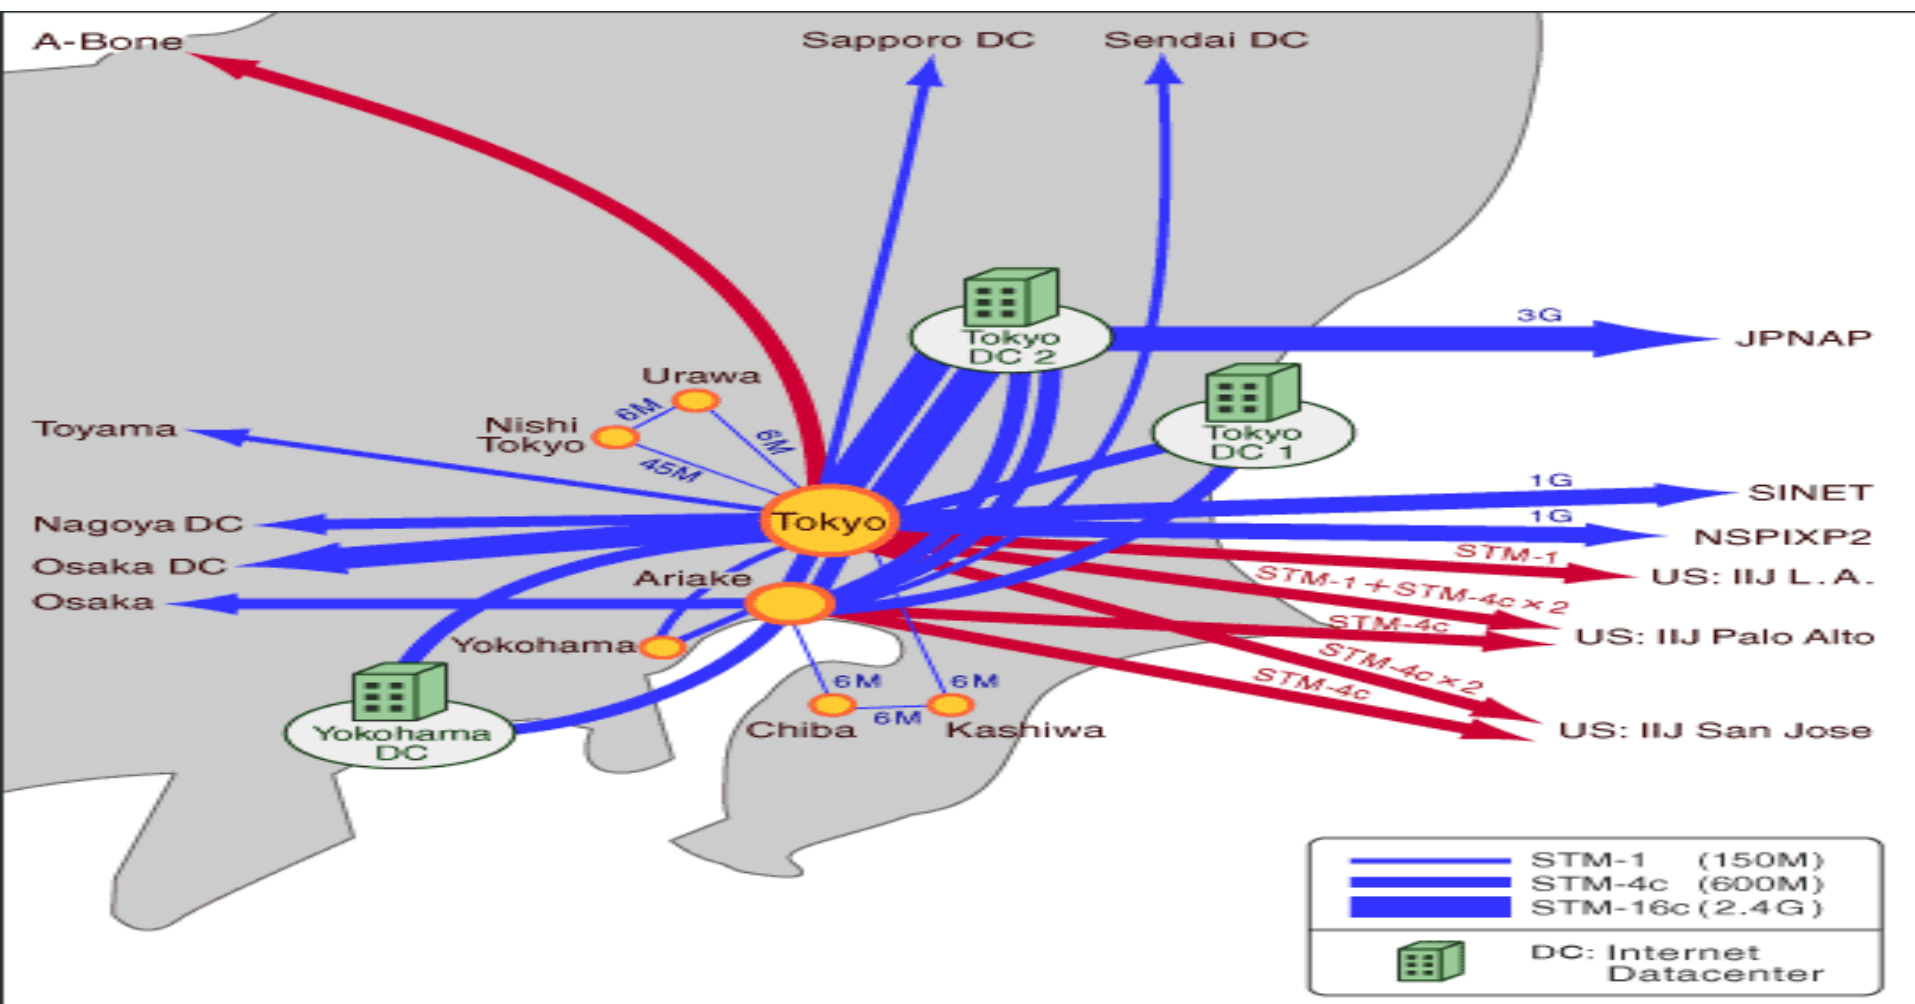 A-Bone
Sapporo DC
Sendai DC
3G
JPNAP
Tokyo
DC 2
Urawa
6M
Nishi
Tokyo
6M
45M
Toyama
Tokyo
DC 1
1G
SINET
Nagoya DC
Tokyo
1G
NSPIXP2
STM-1
US: IIJ L.A.
Osaka DC
Ariake
STM-1+STM-4c×2
Osaka
STM-4c
US: IIJ Palo Alto
Yokohama
STM-4c×2
6M
6M
STM-4c
6M
Chiba
Kashiwa
US: IIJ San Jose
Yokohama
DC
STM-1 (150M)
STM-4c (600M)
STM-16c(2.4G)
DC: Internet
Datacenter